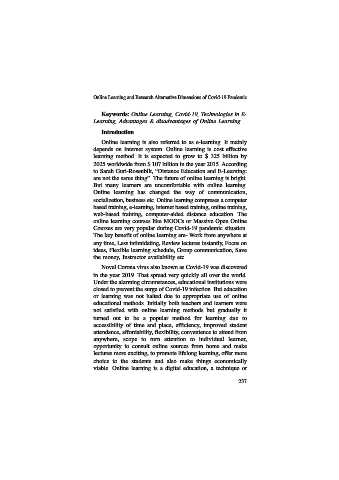 Online Learning and Research Alternative Dimensions of Covid-19 Pandemic
Keywords: Online Learning, Covid-19, Technologies in E-
Learning, Advantages & disadvantages of Online Learning
Introduction
Online learning is also referred to as e-learning. It mainly
depends on internet system. Online learning is cost effective
learning method. It is expected to grow to $ 325 billion by
2025 worldwide from $ 107 billion in the year 2015. According
to Sarah Guri-Rosenblit, "Distance Education and E-Learning:
are not the same thing". The future of online learning is bright.
But many learners are uncomfortable with online learning.
Online learning has changed the way of communication,
socialization, business etc. Online learning comprises a computer
based training, e-learning, Internet based training, online training,
web-based training, computer-aided distance education. The
online learning courses like MOOCs or Massive Open Online
Courses are very popular during Covid-19 pandemic situation.
The key benefit of online learning are- Work from anywhere at
any time, Less intimidating, Review lectures instantly, Focus on
ideas, Flexible learning schedule, Group communication, Save
the money, Instructor availability etc.
Noval Corona virus also known as Covid-19 was discovered
in the year 2019. That spread very quickly all over the world.
Under the alarming circumstances, educational institutions were
closed to prevent the surge of Covid-19 infection. But education
or learning was not halted due to appropriate use of online
educational methods. Initially both teachers and learners were
not satisfied with online learning methods but gradually it
turned out to be a popular method for learning due to
accessibility of time and place, efficiency, improved student
attendance, affordability, flexibility, convenience to attend from
anywhere, scope to turn attention to individual learner,
opportunity to consult online sources from home and make
lectures more exciting, to promote lifelong learning, offer more
choice to the students and also make things economically
viable. Online learning is a digital education, a technique or
237